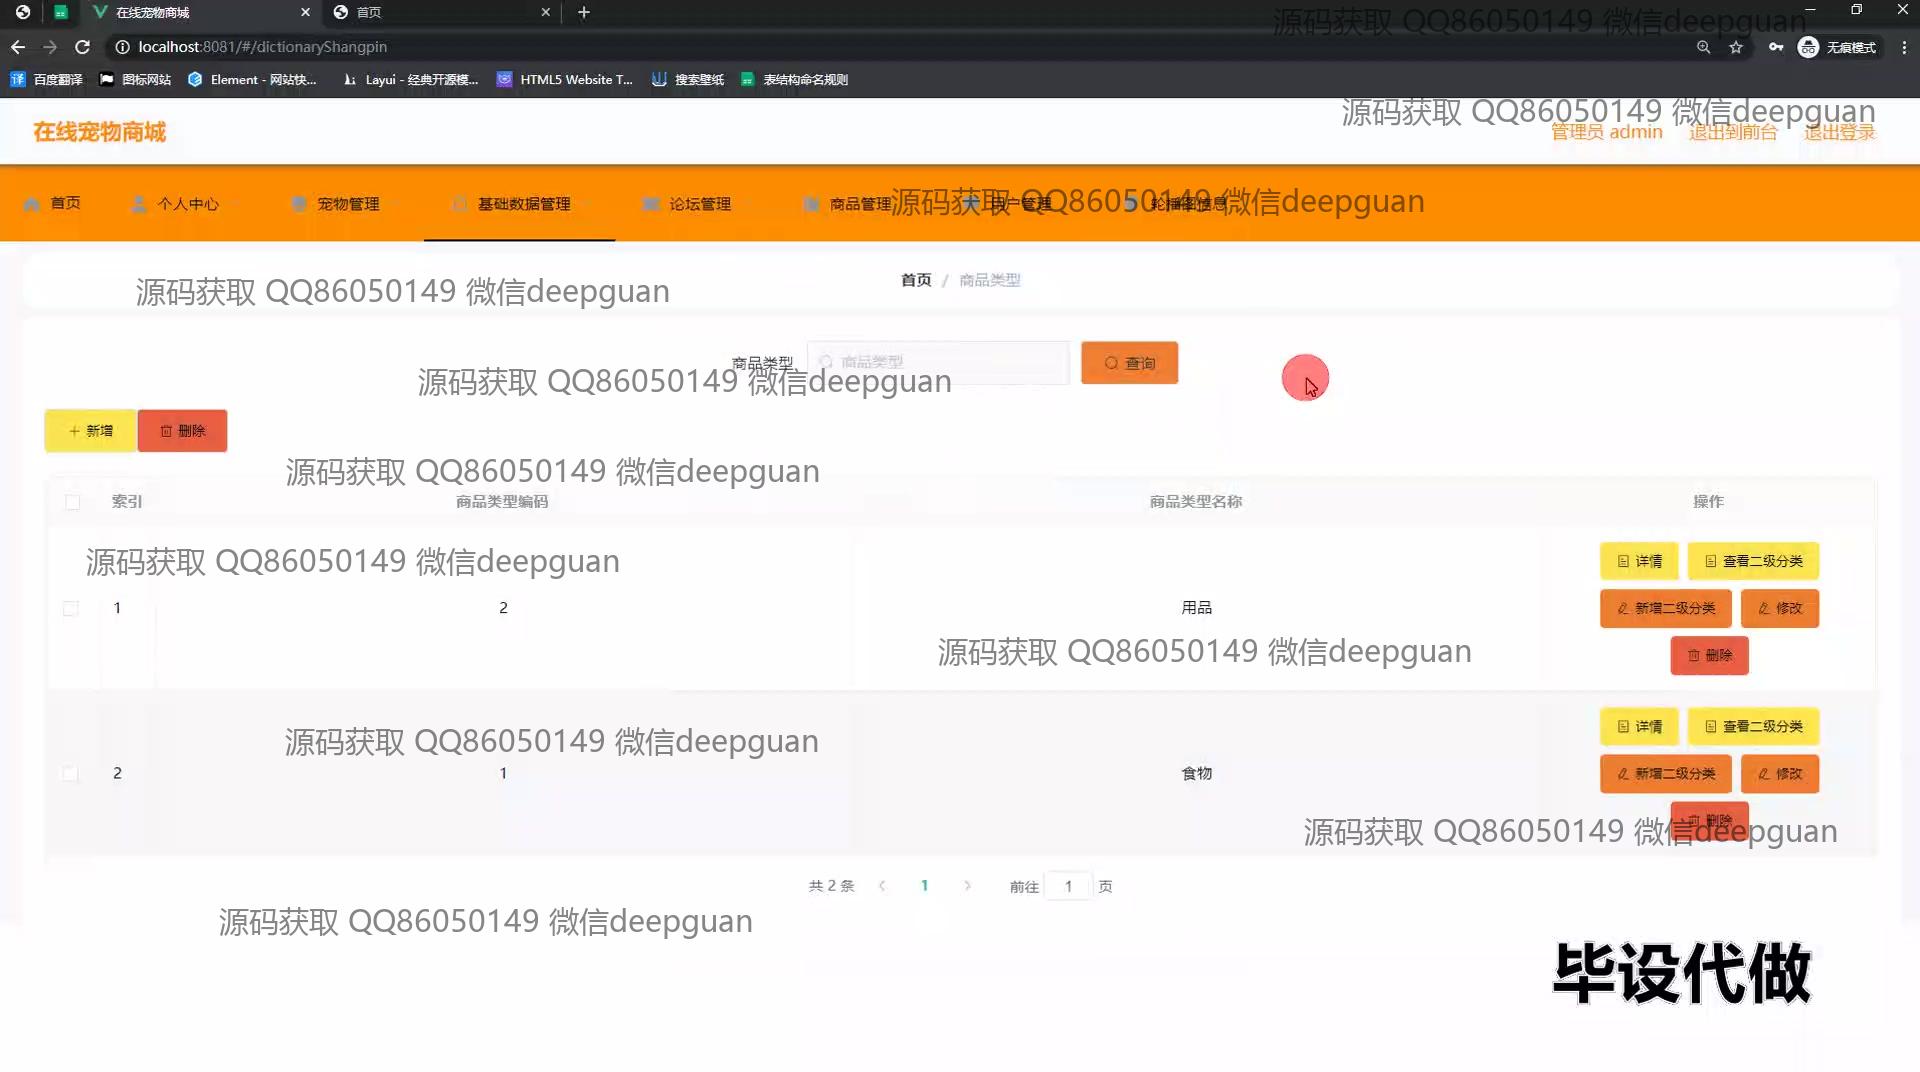 在线宠物商城
首页
localhost:8081/#/dictionaryShangpin
无痕模式
百度翻译
图标网站
Element - 网站快...
Layui - 经典开源模...
HTML5 Website T...
搜索壁纸
表结构命名规则
源码获取 QQ86050149 微信deepguan
在线宠物商城
源码获取 QQ86050149 微信deepguan
管理员 admin
退出到前台
退出登录
首页
个人中心
宠物管理
基础数据管理
论坛管理
商品管理
用户管理
轮播图信息
源码获取 QQ86050149 微信deepguan
首页 / 商品类型
源码获取 QQ86050149 微信deepguan
商品类型
商品类型
查询
源码获取 QQ86050149 微信deepguan
新增
删除
源码获取 QQ86050149 微信deepguan
索引
商品类型编码
商品类型名称
操作
源码获取 QQ86050149 微信deepguan
1
2
用品
详情
查看二级分类
新增二级分类
修改
删除
源码获取 QQ86050149 微信deepguan
源码获取 QQ86050149 微信deepguan
2
1
食物
详情
查看二级分类
新增二级分类
修改
删除
源码获取 QQ86050149 微信deepguan
共 2 条
1
前往 1 页
源码获取 QQ86050149 微信deepguan
毕设代做